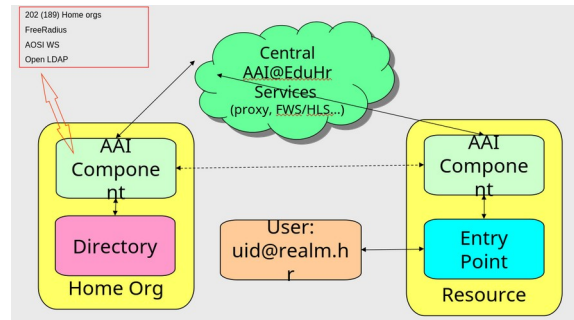 202 (189) Home orgs
FreeRadius
AOSI WS
Open LDAP
Central
AAI@EduHr
Services
(proxy, FWS/HLS...)
AAI
Compone
nt
Directory
Home Org
User:
uid@realm.h
r
AAI
Compone
nt
Entry
Point
Resource